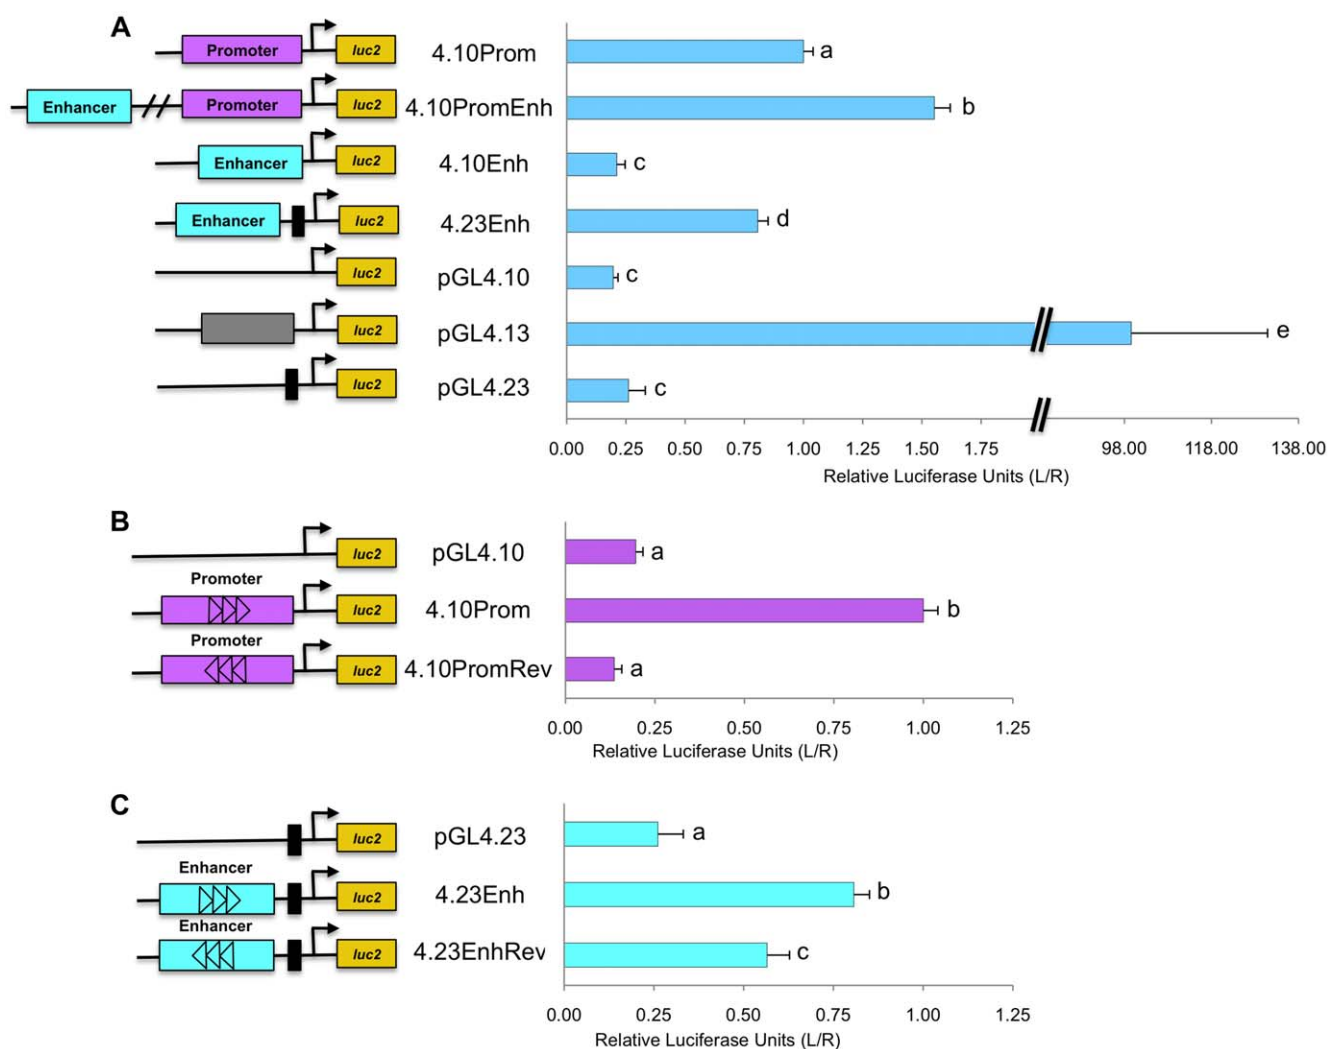 A
Promoter luc2 4.10Prom a
Enhancer Promoter luc2 4.10PromEnh b
Enhancer luc2 4.10Enh c
Enhancer luc2 4.23Enh d
luc2 pGL4.10 c
luc2 pGL4.13 e
luc2 pGL4.23 c
0.00 0.25 0.50 0.75 1.00 1.25 1.50 1.75 98.00 118.00 138.00
Relative Luciferase Units (L/R)
B
luc2 pGL4.10 a
Promoter
luc2 4.10Prom b
Promoter
luc2 4.10PromRev a
0.00 0.25 0.50 0.75 1.00 1.25
Relative Luciferase Units (L/R)
C
luc2 pGL4.23 a
Enhancer
luc2 4.23Enh b
Enhancer
luc2 4.23EnhRev c
0.00 0.25 0.50 0.75 1.00 1.25
Relative Luciferase Units (L/R)